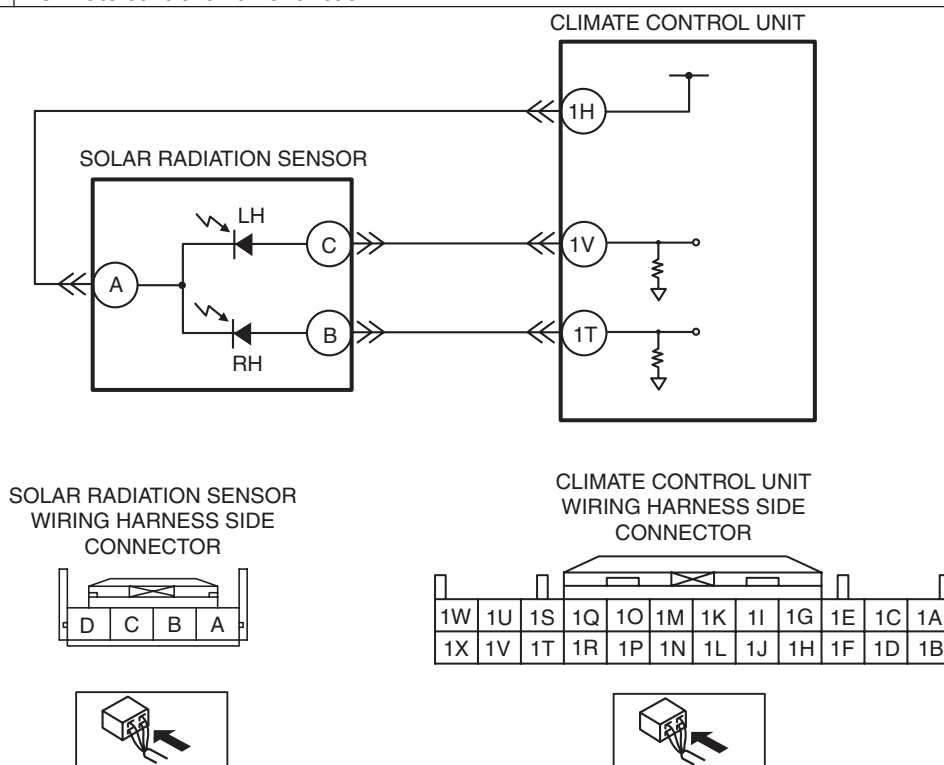 CLIMATE CONTROL UNIT
1H
SOLAR RADIATION SENSOR
LH
C
1V
A
B
1T
RH
SOLAR RADIATION SENSOR
WIRING HARNESS SIDE
CONNECTOR
D C B A
CLIMATE CONTROL UNIT
WIRING HARNESS SIDE
CONNECTOR
1W 1U 1S 1Q 1O 1M 1K 1I 1G 1E 1C 1A
1X 1V 1T 1R 1P 1N 1L 1J 1H 1F 1D 1B